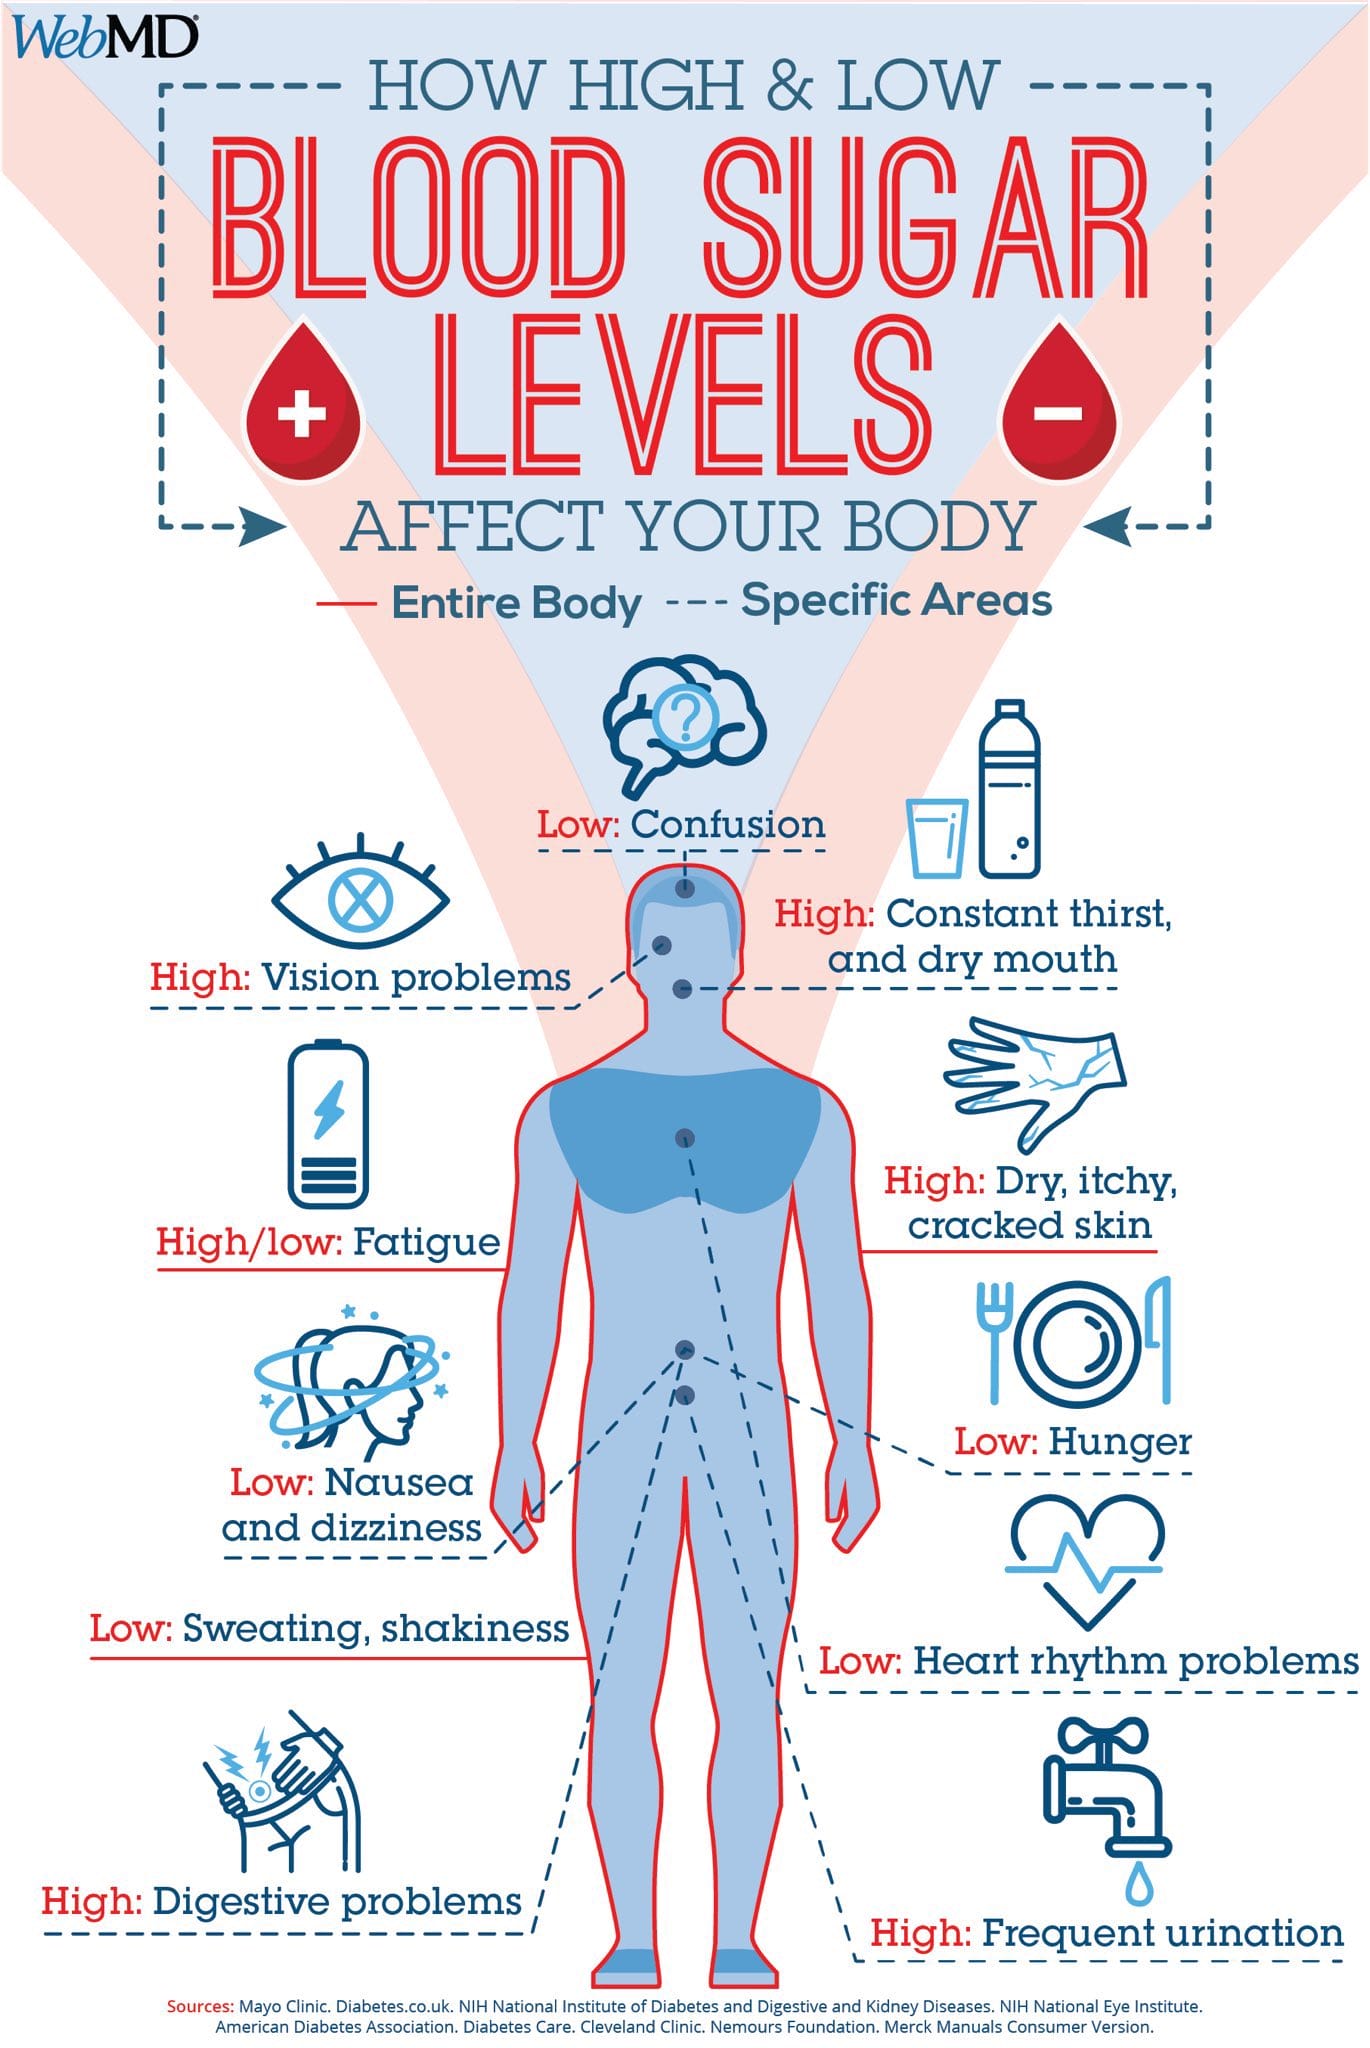 WebMD
HOW HIGH & LOW
BLOOD SUGAR
LEVELS
AFFECT YOUR BODY
Entire Body --- Specific Areas
?
Low: Confusion
High: Constant thirst,
and dry mouth
High: Vision problems
High: Dry, itchy,
cracked skin
High/low: Fatigue
Low: Hunger
Low: Nausea
and dizziness
Low: Sweating, shakiness
Low: Heart rhythm problems
High: Digestive problems
High: Frequent urination
Sources: Mayo Clinic. Diabetes.co.uk. NIH National Institute of Diabetes and Digestive and Kidney Diseases. NIH National Eye Institute.
American Diabetes Association. Diabetes Care. Cleveland Clinic. Nemours Foundation. Merck Manuals Consumer Version.